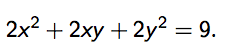 2x² + 2xy + 2y² = 9.